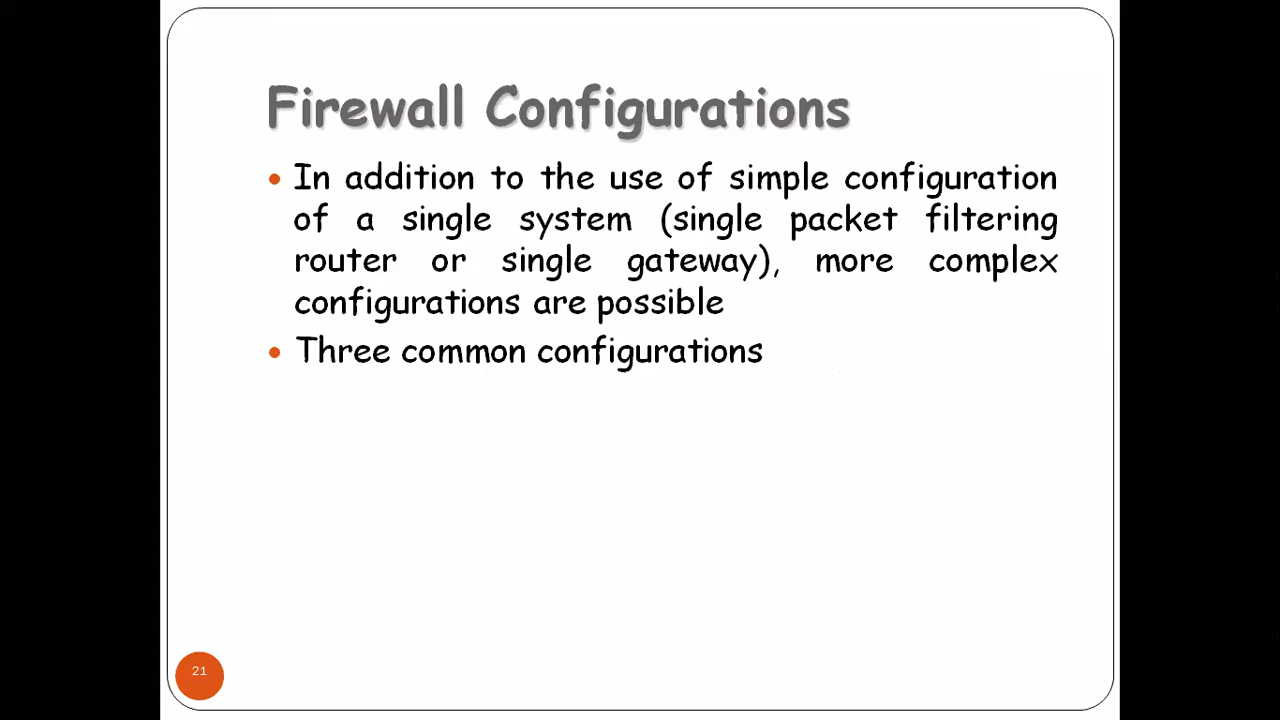 Firewall Configurations
• In addition to the use of simple configuration
of a single system (single packet filtering
router or single gateway), more complex
configurations are possible
• Three common configurations
21